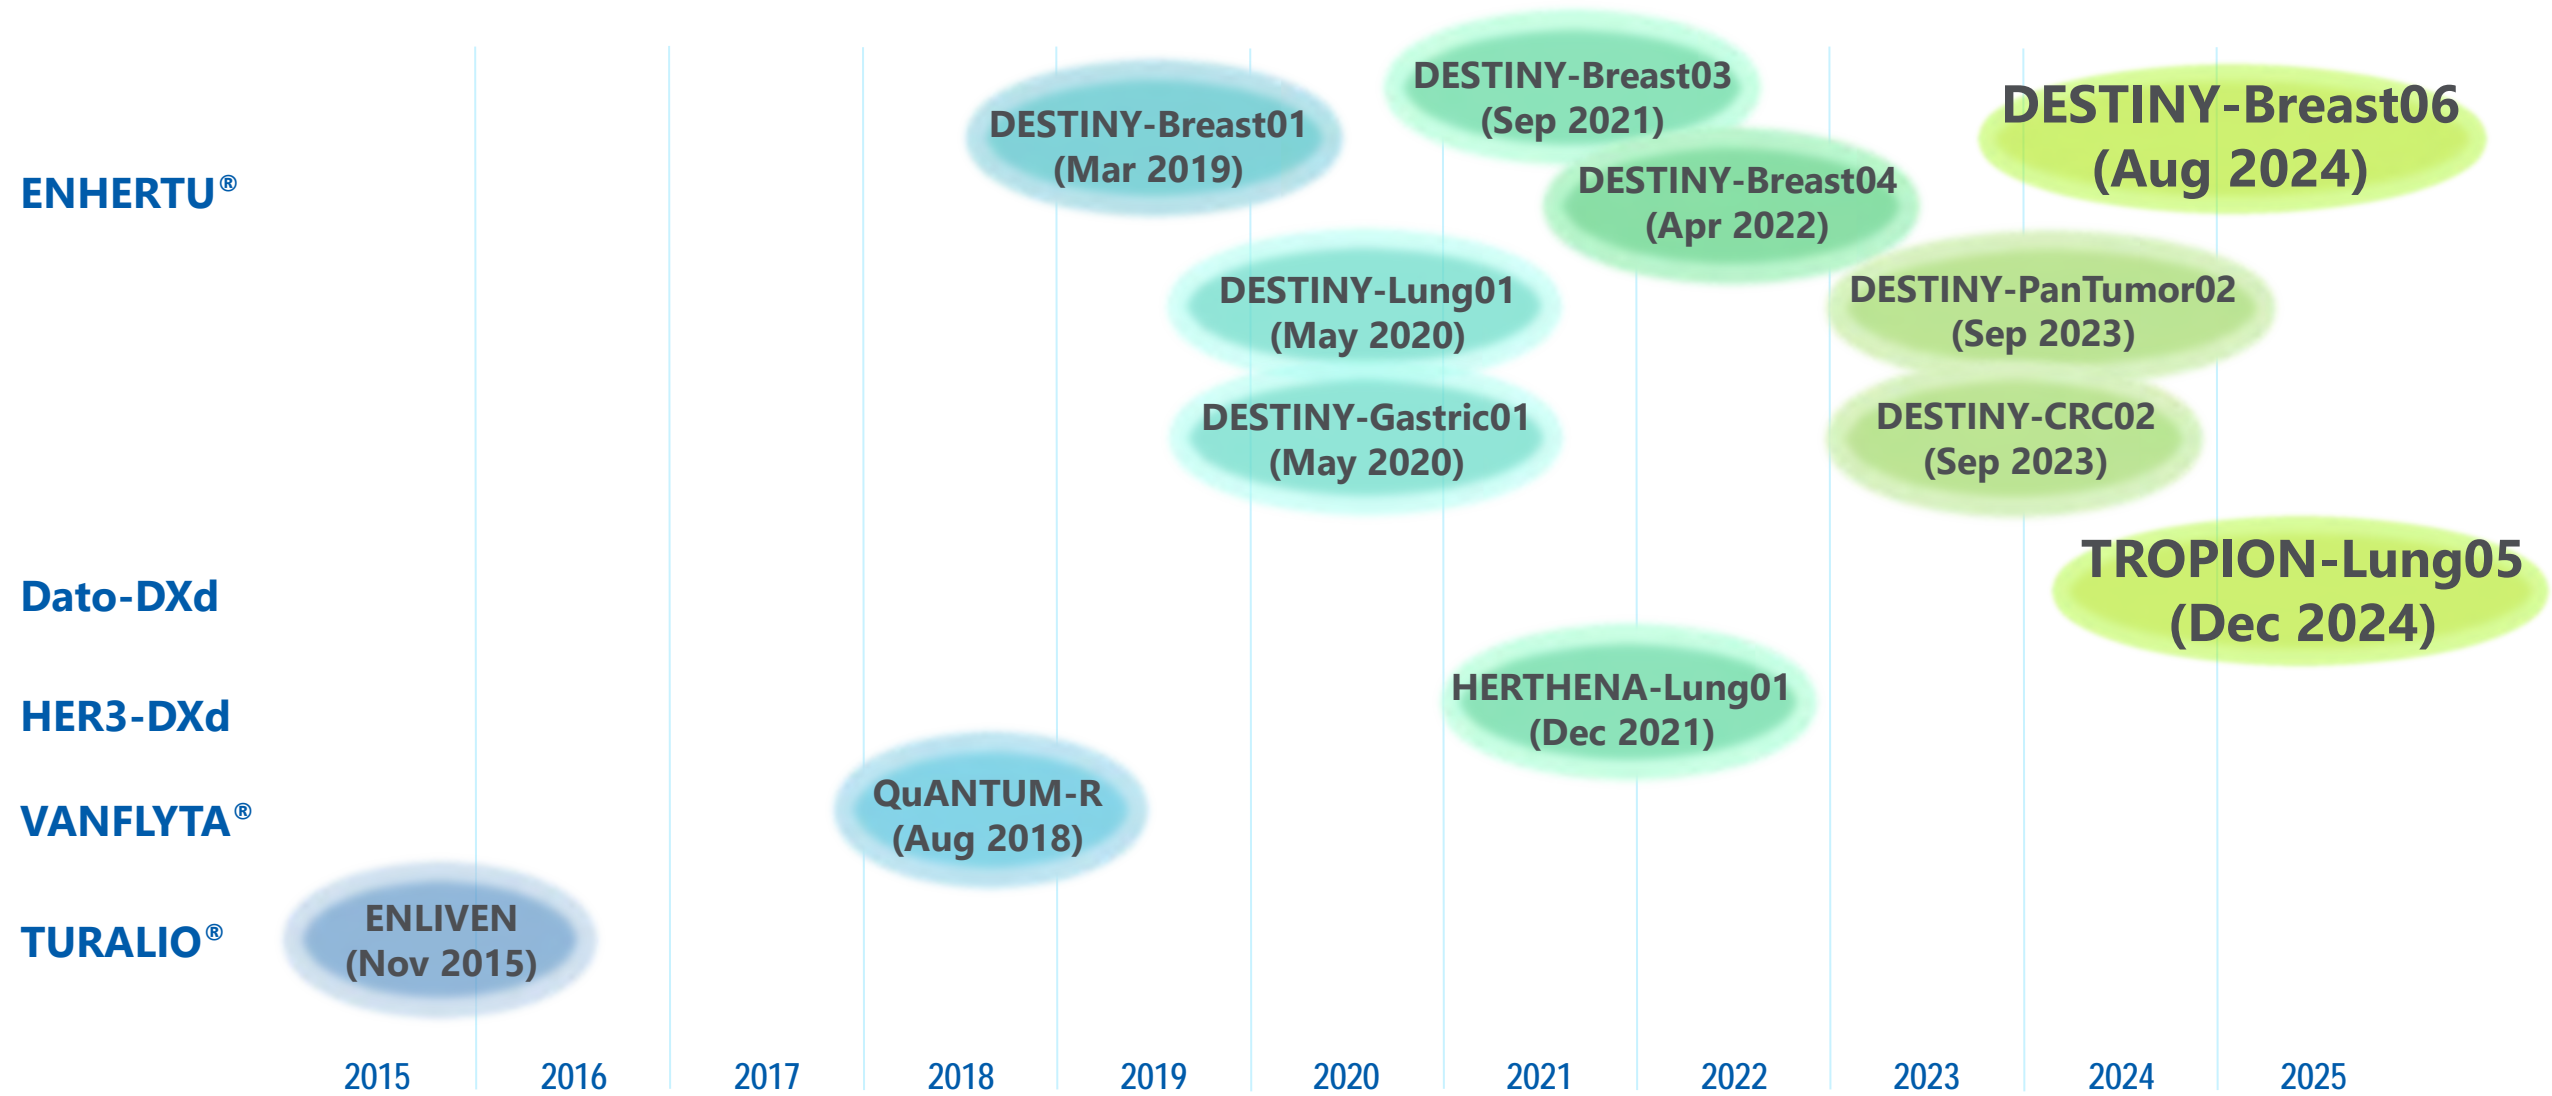 ENHERTU®
DESTINY-Breast01
(Mar 2019)
DESTINY-Breast03
(Sep 2021)
DESTINY-Breast04
(Apr 2022)
DESTINY-Breast06
(Aug 2024)
DESTINY-Lung01
(May 2020)
DESTINY-PanTumor02
(Sep 2023)
DESTINY-Gastric01
(May 2020)
DESTINY-CRC02
(Sep 2023)
Dato-DXd
TROPION-Lung05
(Dec 2024)
HER3-DXd
HERTHENA-Lung01
(Dec 2021)
VANFLYTA®
QuANTUM-R
(Aug 2018)
TURALIO®
ENLIVEN
(Nov 2015)
2015 2016 2017 2018 2019 2020 2021 2022 2023 2024 2025